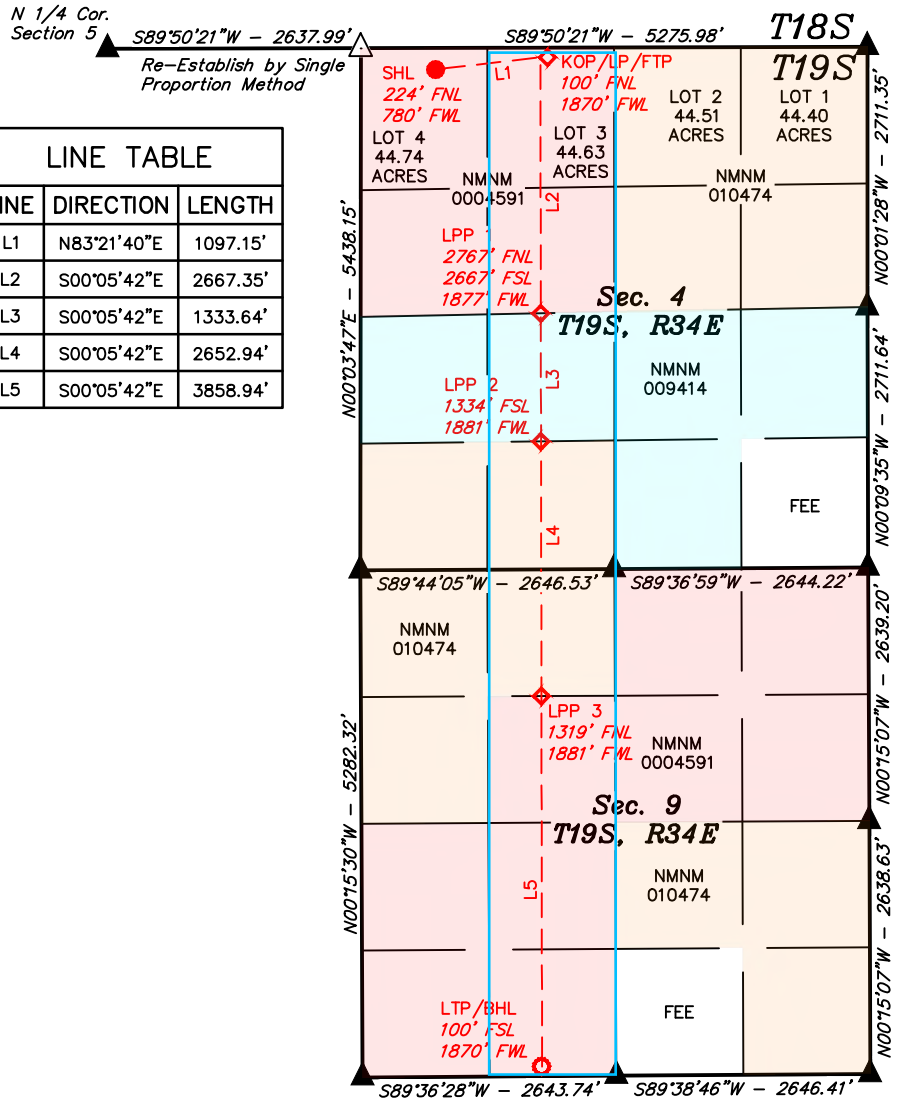 N 1/4 Cor.
Section 5
S89°50'21"W - 2637.99'
S89°50'21"W - 5275.98'
T18S
T19S
Re-Establish by Single
Proportion Method
SHL
224' FNL
780' FWL
L1
KOP/LP/FTP
100' FNL
1870' FWL
LOT 4
44.74
ACRES
LOT 3
44.63
ACRES
LOT 2
44.51
ACRES
LOT 1
44.40
ACRES
N00°01'28"W - 2711.35'
LINE TABLE
INE DIRECTION LENGTH
L1 N83°21'40"E 1097.15'
L2 S00°05'42"E 2667.35'
L3 S00°05'42"E 1333.64'
L4 S00°05'42"E 2652.94'
L5 S00°05'42"E 3858.94'
NMNM
0004591
NMNM
010474
L2
N00°03'47"E - 5438.15'
LPP 1
2767' FNL
2667' FSL
1877' FWL
Sec. 4
T19S, R34E
L3
NMNM
009414
LPP 2
1334' FSL
1881' FWL
N00°09'35"W - 2711.64'
FEE
L4
S89°44'05"W - 2646.53'
S89°36'59"W - 2644.22'
NMNM
010474
N00°15'07"W - 2639.20'
LPP 3
1319' FNL
1881' FWL
NMNM
0004591
N00°15'30"W - 5282.32'
Sec. 9
T19S, R34E
L5
NMNM
010474
N00°15'07"W - 2638.63'
LTP/BHL
100' FSL
1870' FWL
FEE
S89°36'28"W - 2643.74'
S89°38'46"W - 2646.41'